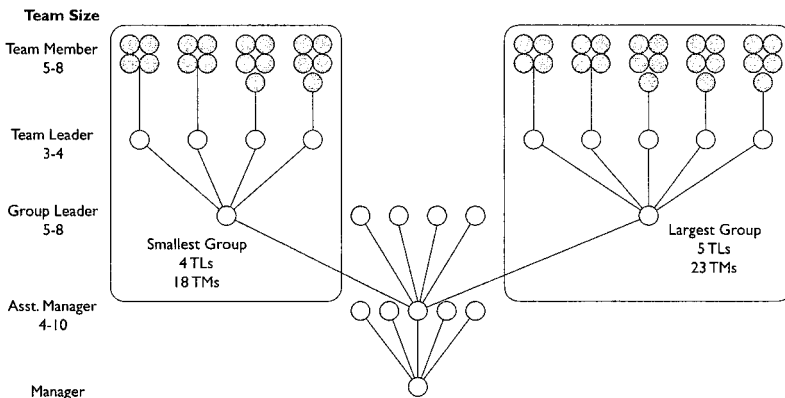 Team Size
Team Member
5-8
Team Leader
3-4
Group Leader
5-8
Smallest Group
4 TLs
18 TMs
Largest Group
5 TLs
23 TMs
Asst. Manager
4-10
Manager